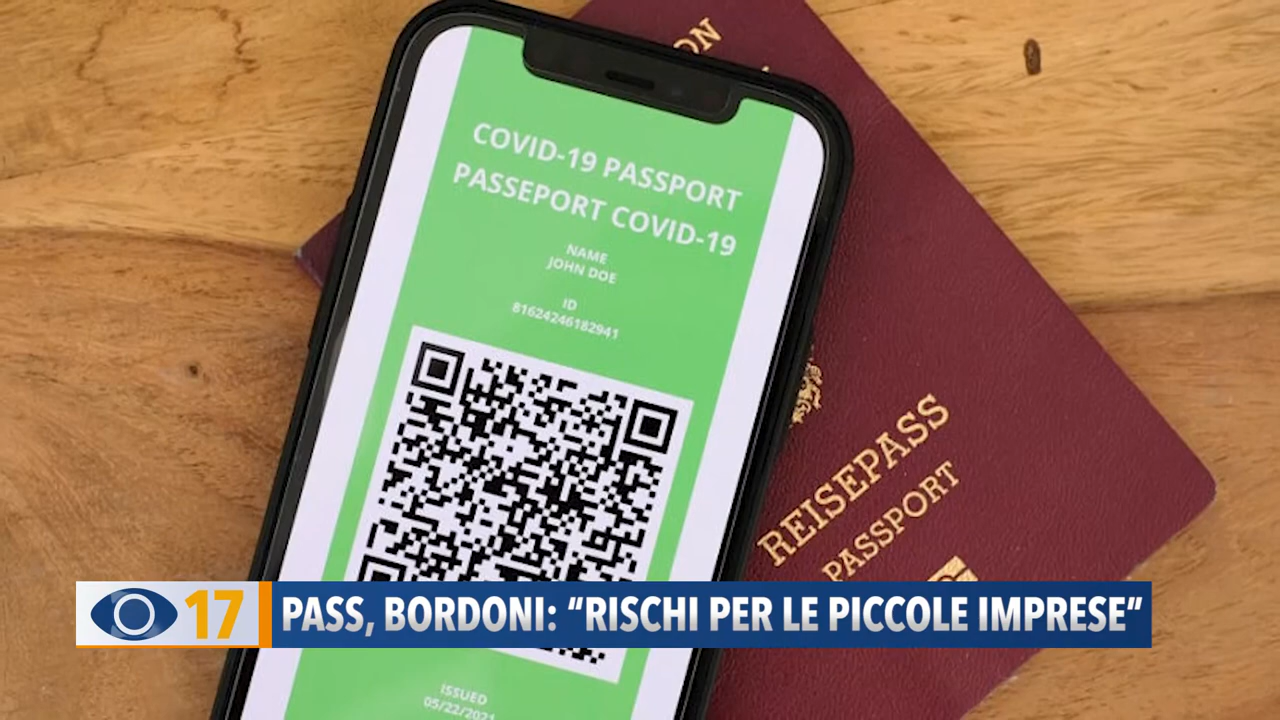 ON
COVID-19 PASSPORT
PASSEPORT COVID-19
NAME
JOHN DOE
ID
81624246182941
REISEPASS
PASSPORT
17
PASS, BORDONI: “RISCHI PER LE PICCOLE IMPRESE”
ISSUED
05/22/2021